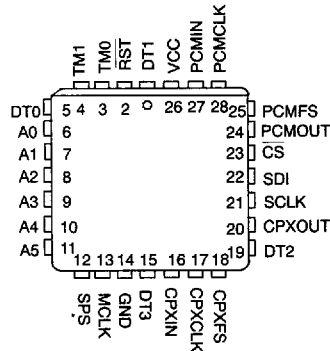 TM1 TM0 RST DT1 VCC PCMIN PCMCLK
4 3 2 26 27 28
DT0 5 25 PCMFS
A0 6 24 PCMOUT
A1 7 23 CS
A2 8 22 SDI
A3 9 21 SCLK
A4 10 20 CPXOUT
A5 11 19 DT2
12 13 14 15 16 17 18
SPS MCLK GND DT3 CPXIN CPXCLK CPXFS